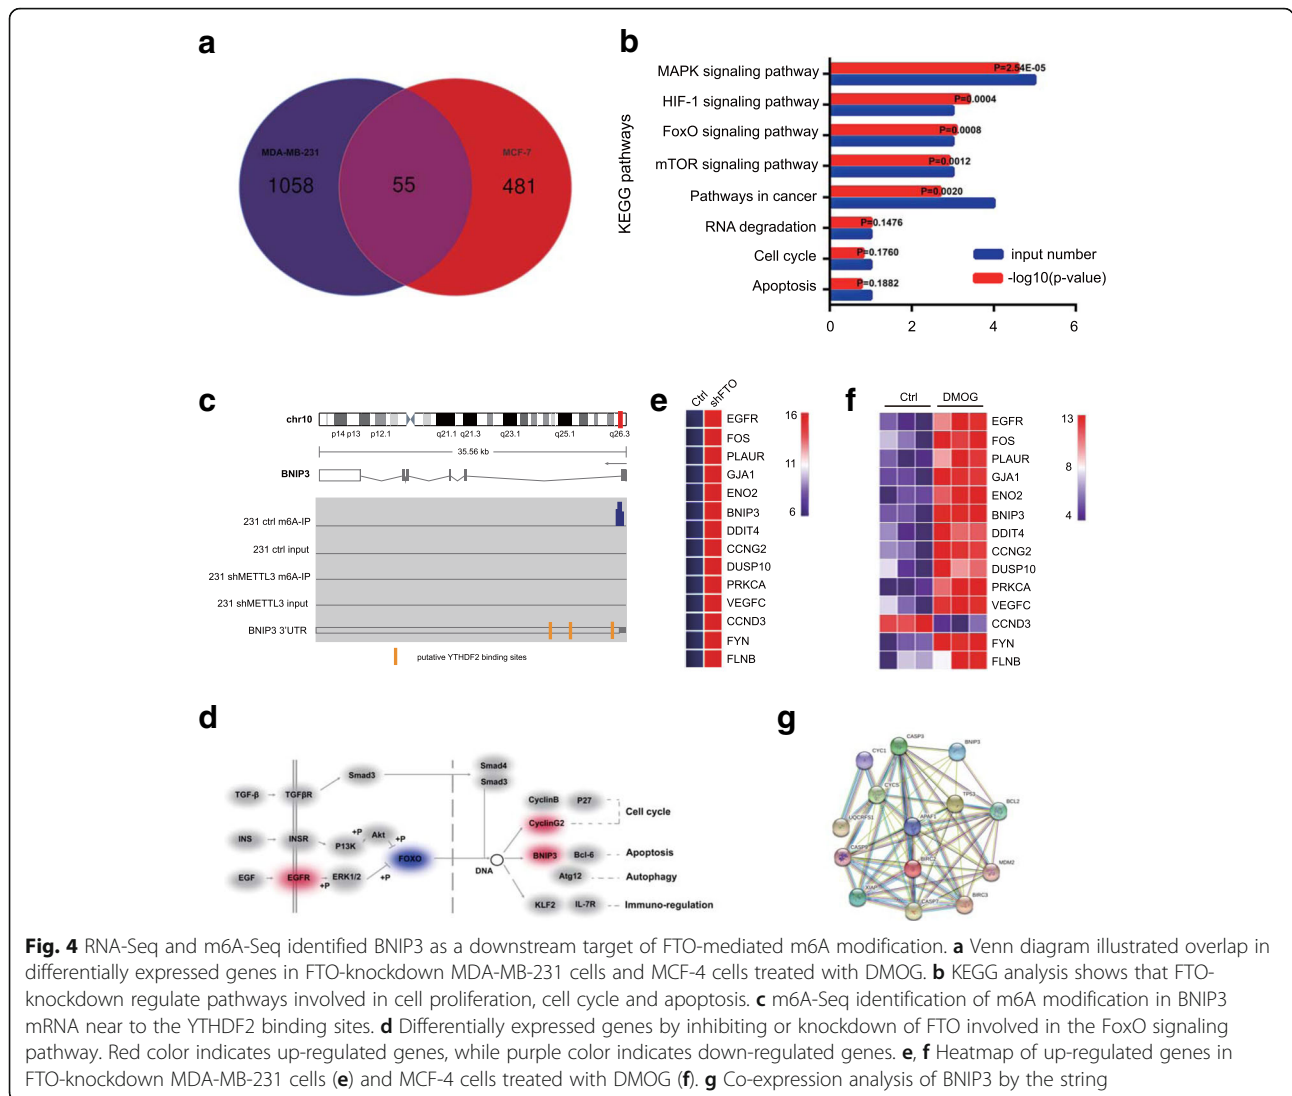 a
MDA-MB-231
MCF-7
1058
55
481
b
KEGG pathways
MAPK signaling pathway
P=2.54E-05
HIF-1 signaling pathway
P=0.0004
FoxO signaling pathway
P=0.0008
mTOR signaling pathway
P=0.0012
Pathways in cancer
P=0.0020
RNA degradation
P=0.1476
Cell cycle
P=0.1760
Apoptosis
P=0.1882
input number
-log10(p-value)
0 2 4 6
c
chr10
p14 p13 p12.1 q21.1 q21.3 q23.1 q25.1 q26.3
35.56 kb
BNIP3
231 ctrl m6A-IP
231 ctrl input
231 shMETTL3 m6A-IP
231 shMETTL3 input
BNIP3 3'UTR
putative YTHDF2 binding sites
e
Ctrl shFTO
EGFR
FOS
PLAUR
GJA1
ENO2
BNIP3
DDIT4
CCNG2
DUSP10
PRKCA
VEGFC
CCND3
FYN
FLNB
16
11
6
f
Ctrl DMOG
EGFR
FOS
PLAUR
GJA1
ENO2
BNIP3
DDIT4
CCNG2
DUSP10
PRKCA
VEGFC
CCND3
FYN
FLNB
13
8
4
d
TGF-β TGFβR Smad3 Smad4
Smad3
INS INSR P13K +P Akt +P
EGF EGFR +P ERK1/2 +P FOXO
DNA
CyclinB P27
CyclinG2
Cell cycle
BNIP3 Bcl-6 Apoptosis
Atg12 Autophagy
KLF2 IL-7R Immuno-regulation
g
CASP3
CYC1
BNIP3
CYCS
TP53
BCL2
UQCRFS1
APAF1
CASP9
BIRC2
MDM2
XIAP
CASP7
BIRC3
Fig. 4 RNA-Seq and m6A-Seq identified BNIP3 as a downstream target of FTO-mediated m6A modification. a Venn diagram illustrated overlap in
differentially expressed genes in FTO-knockdown MDA-MB-231 cells and MCF-4 cells treated with DMOG. b KEGG analysis shows that FTO-
knockdown regulate pathways involved in cell proliferation, cell cycle and apoptosis. c m6A-Seq identification of m6A modification in BNIP3
mRNA near to the YTHDF2 binding sites. d Differentially expressed genes by inhibiting or knockdown of FTO involved in the FoxO signaling
pathway. Red color indicates up-regulated genes, while purple color indicates down-regulated genes. e, f Heatmap of up-regulated genes in
FTO-knockdown MDA-MB-231 cells (e) and MCF-4 cells treated with DMOG (f). g Co-expression analysis of BNIP3 by the string